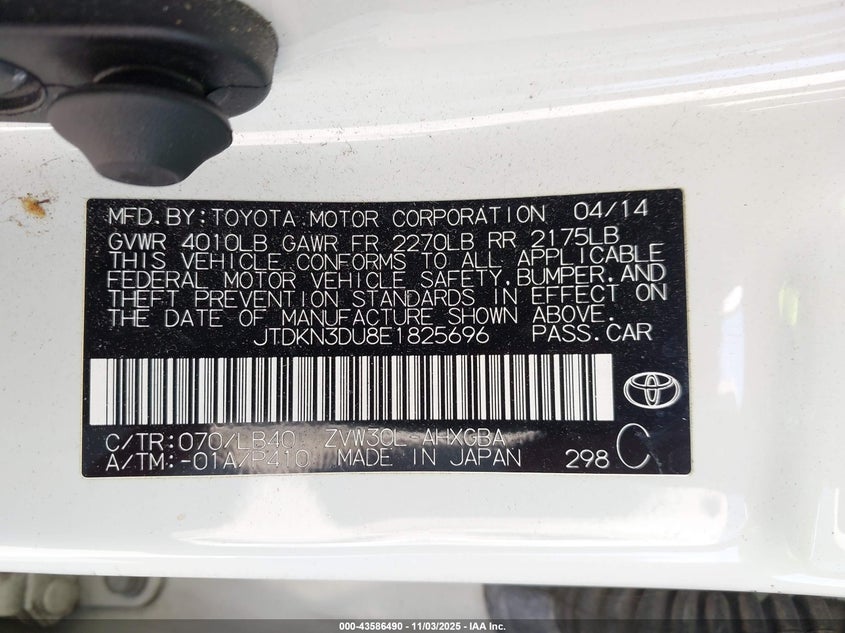 MFD.BY:TOYOTA MOTOR CORPORATION 04/14
GVWR 4010LB GAWR FR 2270LB RR 2175LB
THIS VEHICLE CONFORMS TO ALL APPLICABLE
FEDERAL MOTOR VEHICLE SAFETY,BUMPER,AND
THEFT PREVENTION STANDARDS IN EFFECT ON
THE DATE OF MANUFACTURE SHOWN ABOVE.
JTDKN3DU8E1825696 PASS.CAR
C/TR:070/LB40 ZVW30L-AHXGBA
A/TM:-01A/P410 MADE IN JAPAN 298 C
000-43586490 - 11/03/2025 - IAA Inc.